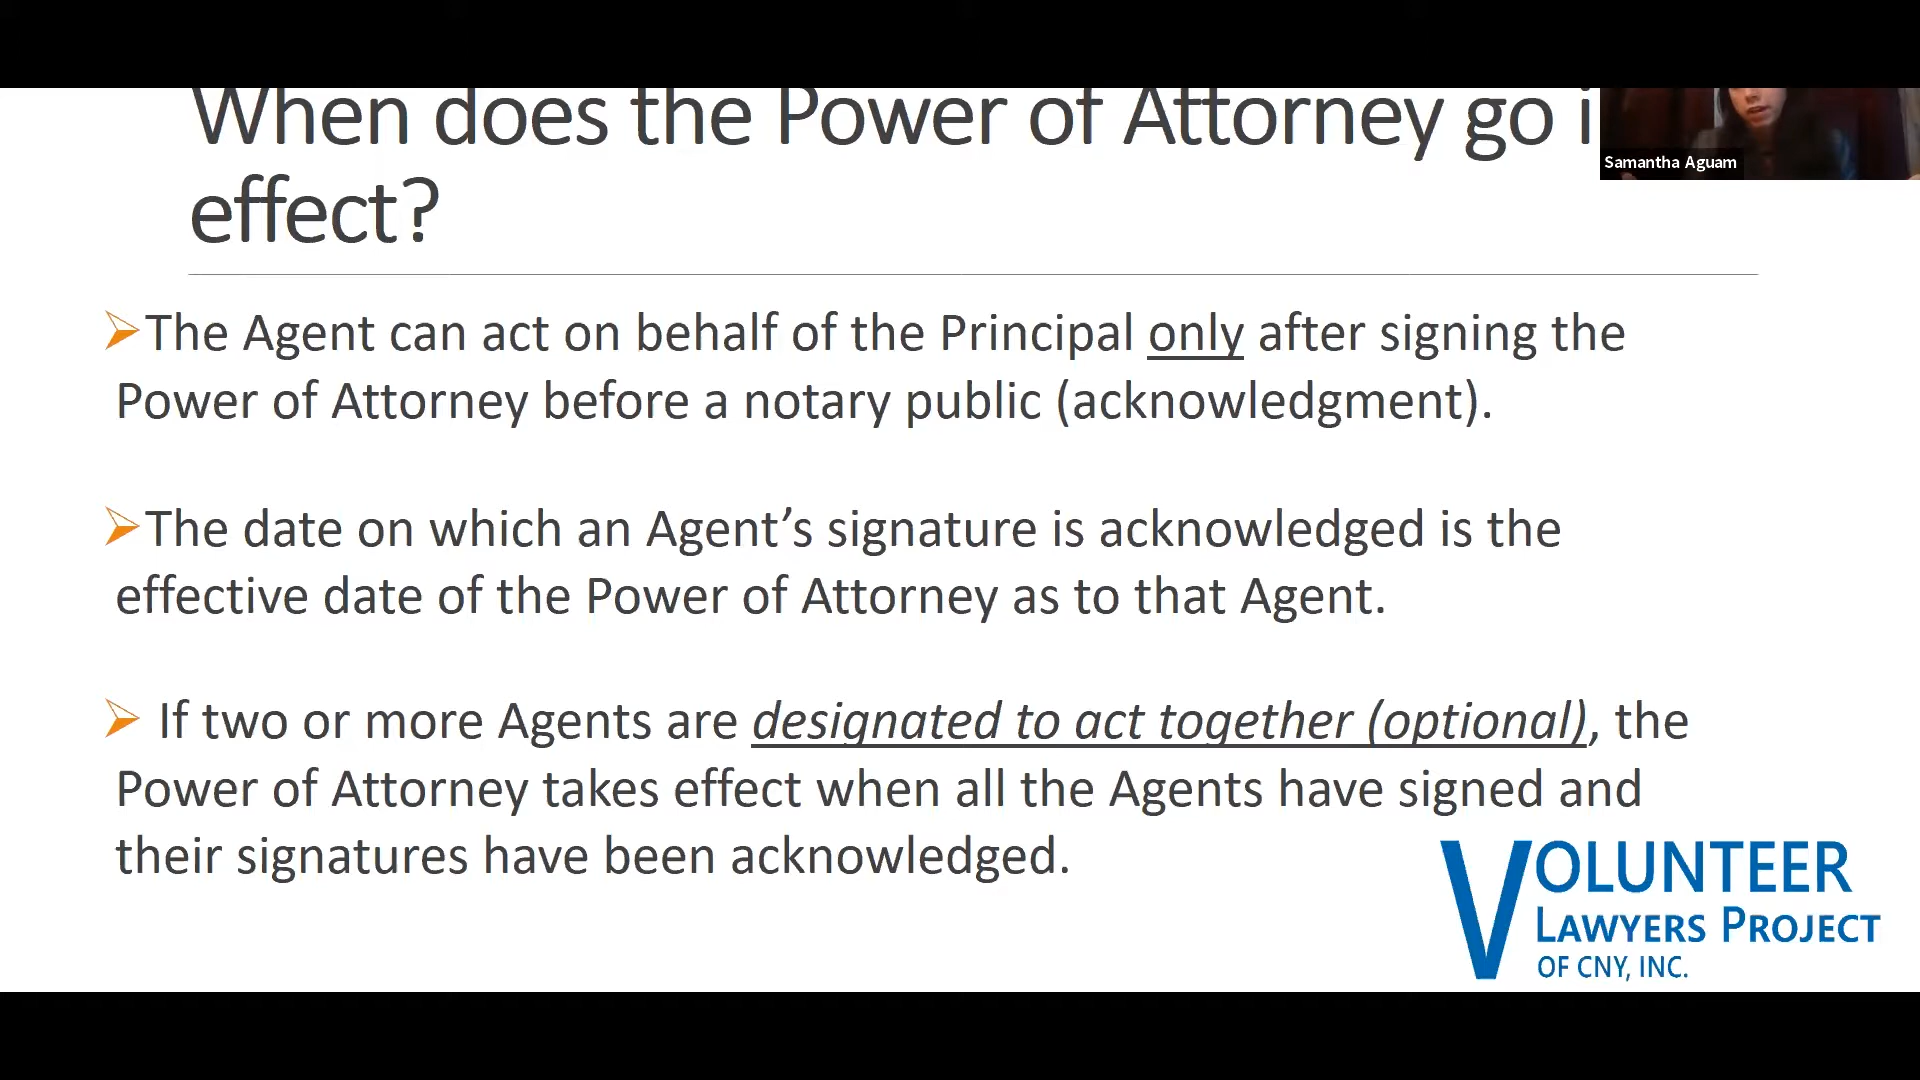 When does the Power of Attorney go i
Samantha Aguam
effect?
The Agent can act on behalf of the Principal only after signing the
Power of Attorney before a notary public (acknowledgment).
The date on which an Agent’s signature is acknowledged is the
effective date of the Power of Attorney as to that Agent.
If two or more Agents are designated to act together (optional), the
Power of Attorney takes effect when all the Agents have signed and
their signatures have been acknowledged.
VOLUNTEER
LAWYERS PROJECT
OF CNY, INC.